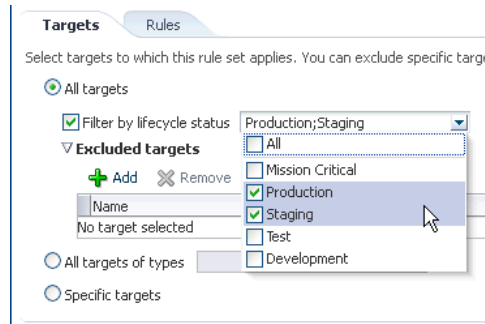 Targets Rules
Select targets to which this rule set applies. You can exclude specific targe
All targets
Filter by lifecycle status Production;Staging
All
Excluded targets
Mission Critical
Add Remove
Production
Name
Staging
No target selected
Test
All targets of types
Development
Specific targets